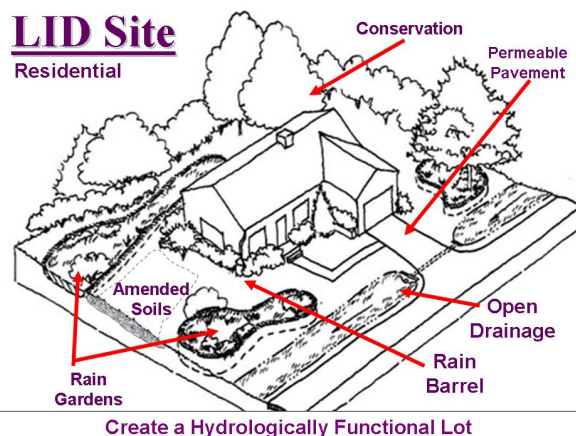 LID Site
Residential
Conservation
Permeable
Pavement
Amended
Soils
Open
Drainage
Rain
Barrel
Rain
Gardens
Create a Hydrologically Functional Lot